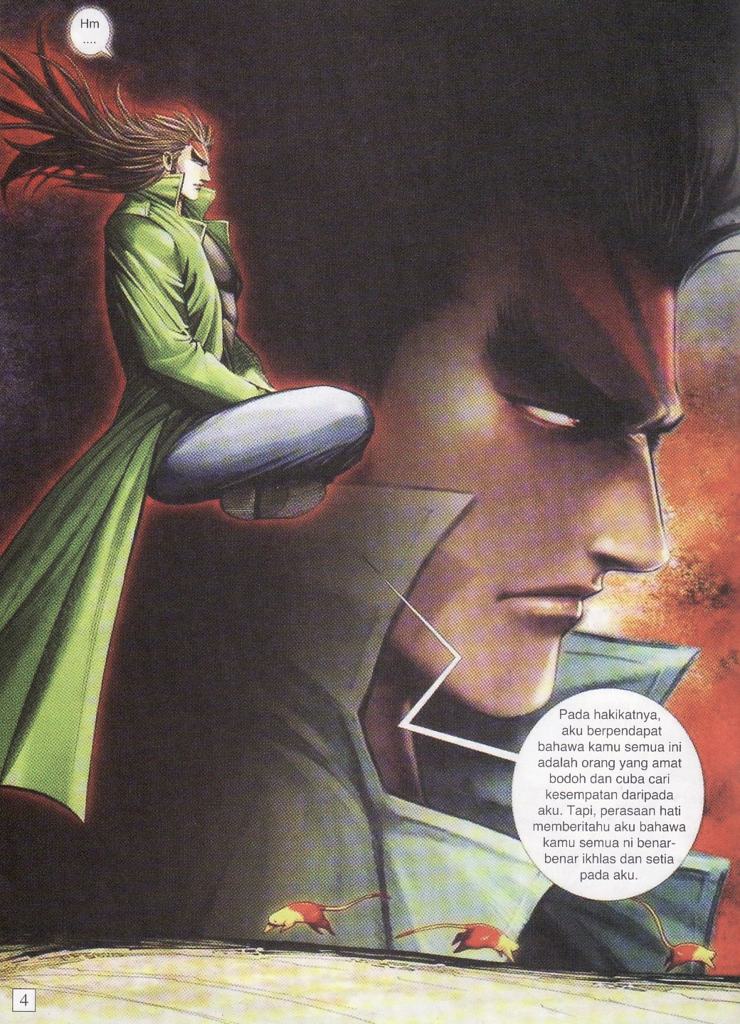 Hm
....
Pada hakikatnya,
aku berpendapat
bahawa kamu semua ini
adalah orang yang amat
bodoh dan cuba cari
kesempatan daripada
aku. Tapi, perasaan hati
memberitahu aku bahawa
kamu semua ni benar-
benar ikhlas dan setia
pada aku.
4